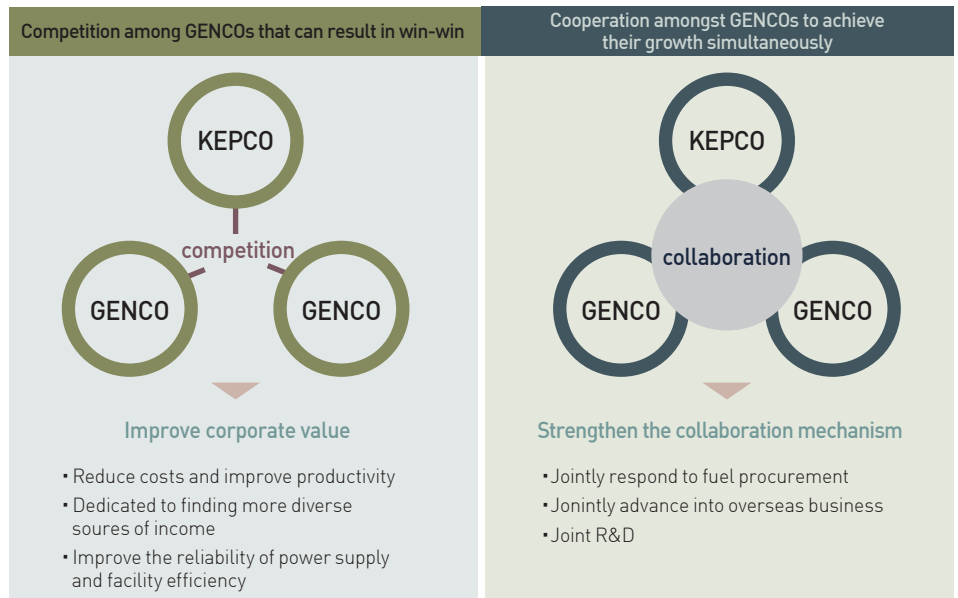 Competition among GENCOs that can result in win-win
KEPCO
competition
GENCO
GENCO
Improve corporate value
▪ Reduce costs and improve productivity
▪ Dedicated to finding more diverse
soures of income
▪ Improve the reliability of power supply
and facility efficiency
Cooperation amongst GENCOs to achieve
their growth simultaneously
KEPCO
collaboration
GENCO
GENCO
Strengthen the collaboration mechanism
▪ Jointly respond to fuel procurement
▪ Jonintly advance into overseas business
▪ Joint R&D